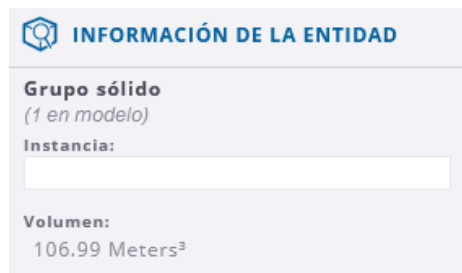 INFORMACIÓN DE LA ENTIDAD
Grupo sólido
(1 en modelo)
Instancia:
Volumen:
106.99 Meters³